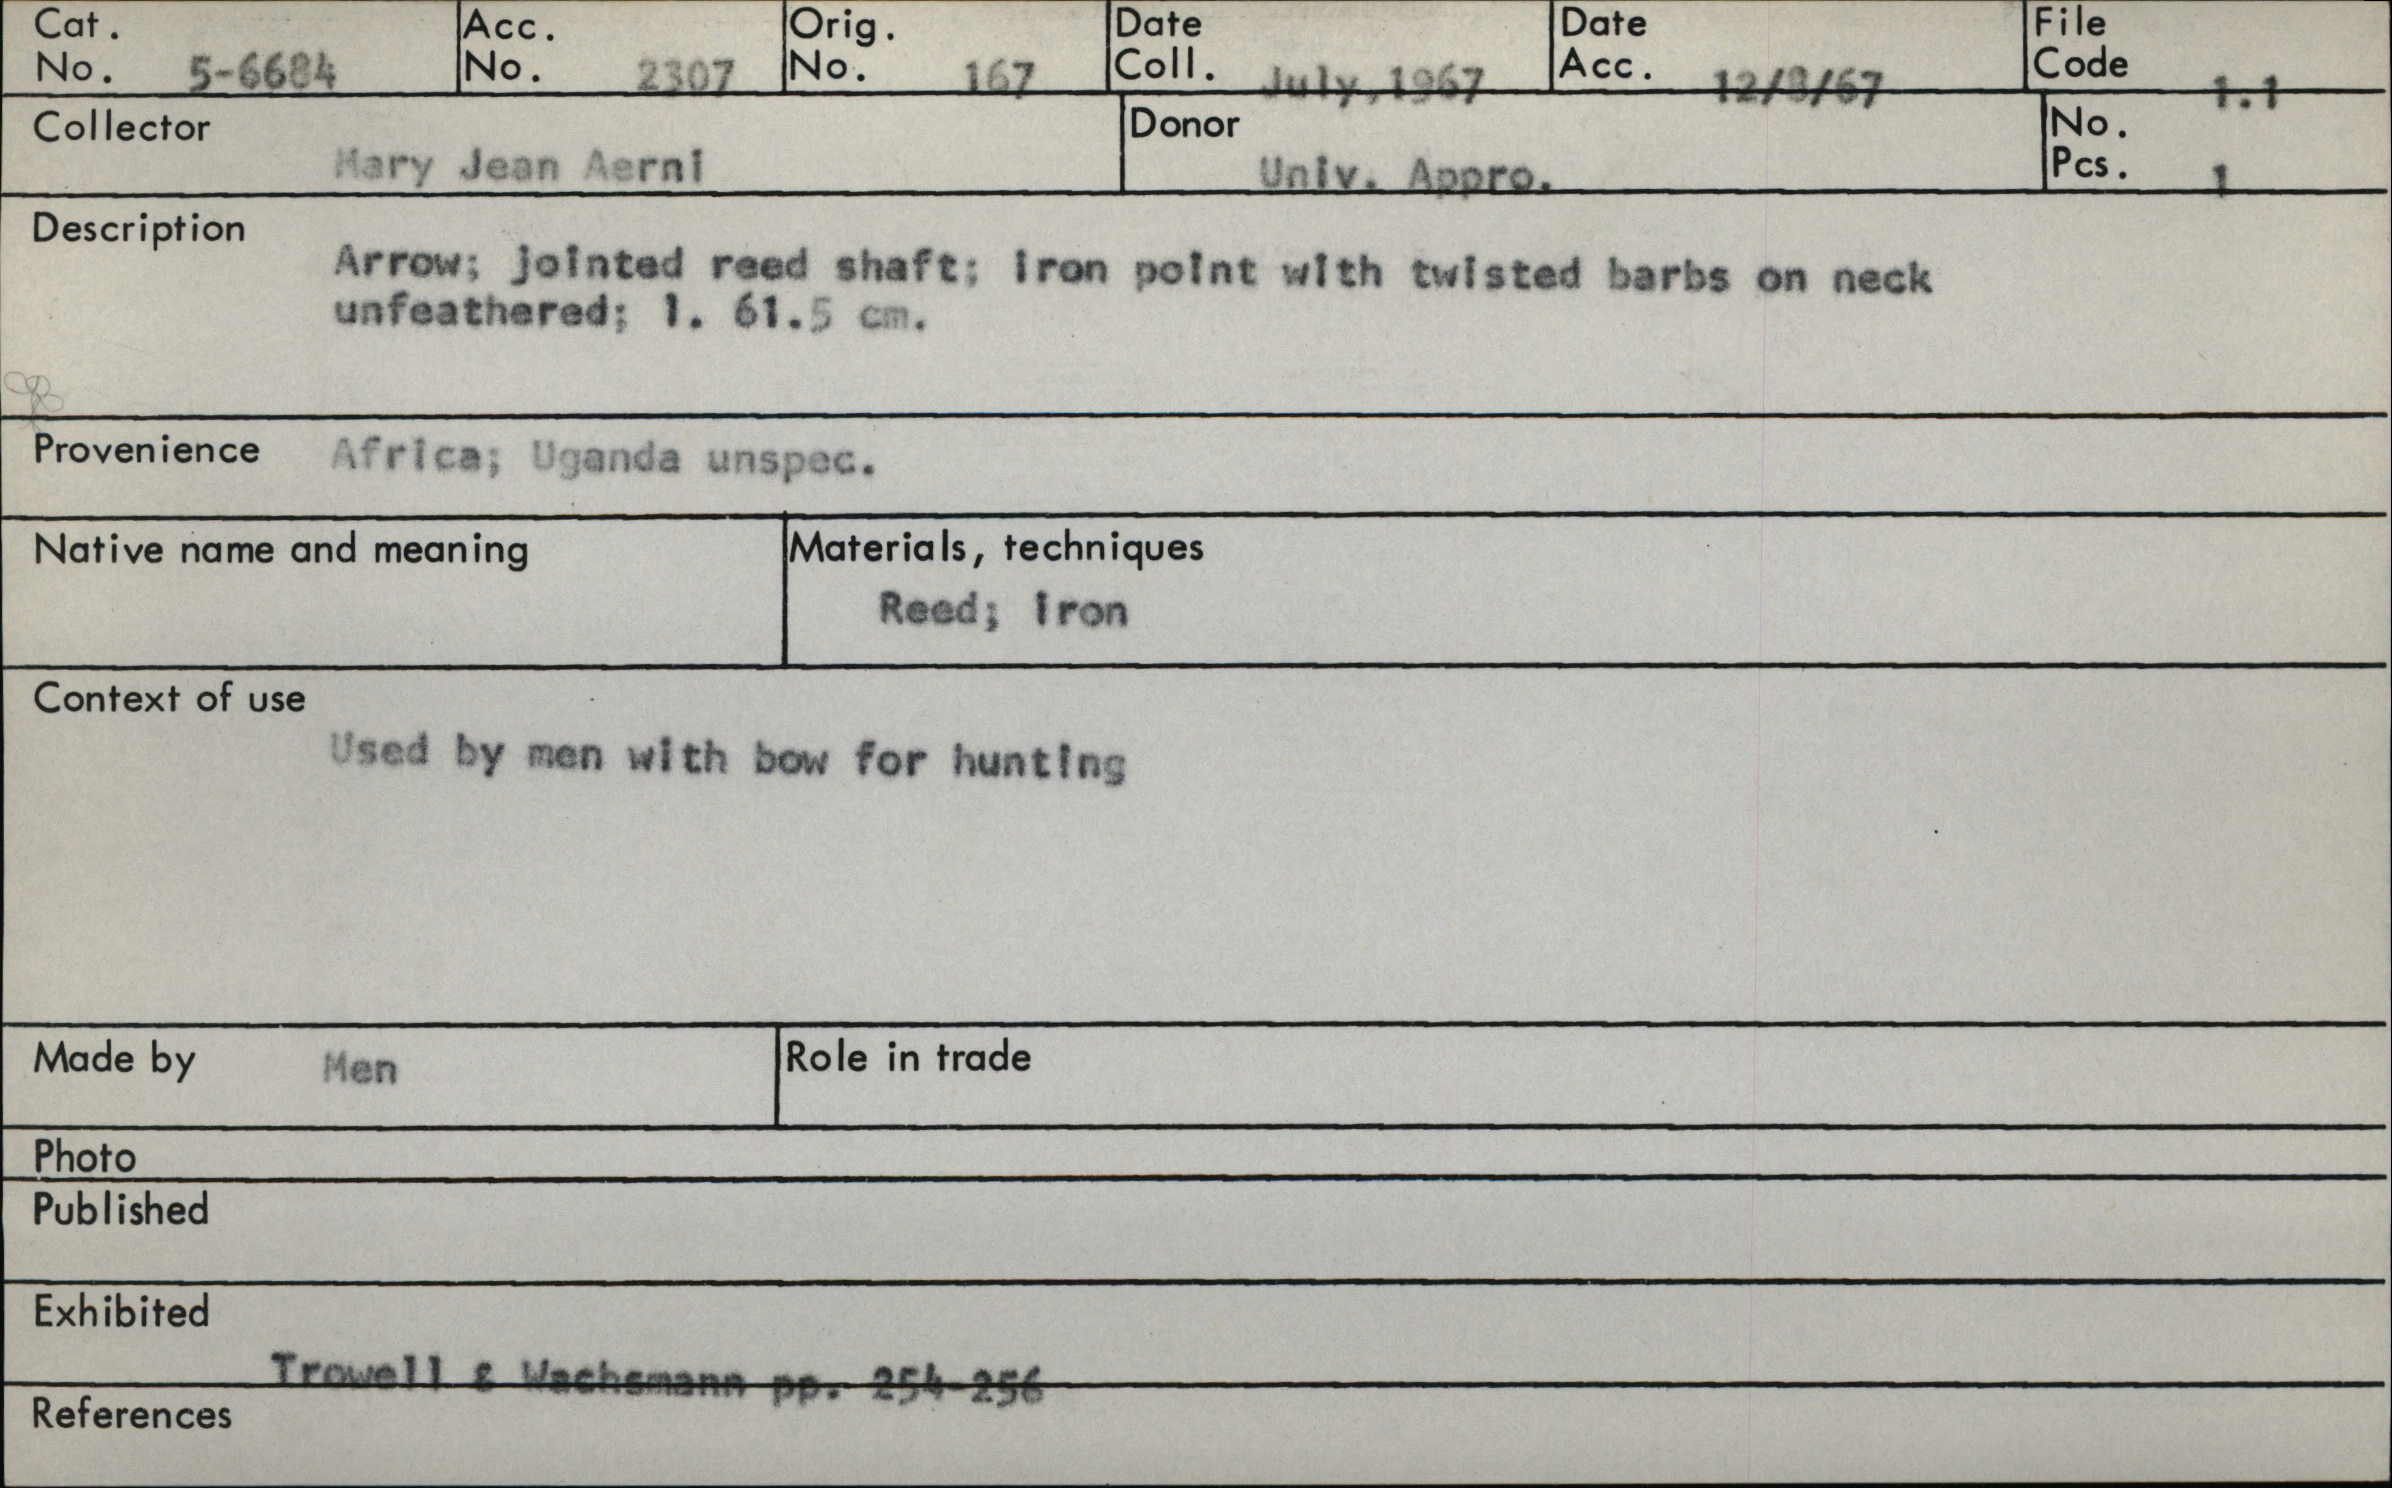 Cat. No. 5-6684 Acc. No. 2307 Orig. No. 167 Date Coll. July, 1967 Date Acc. 12/8/67 File Code 1.1
Collector Mary Jean Aerni Donor Univ. Appro. No. Pcs. 1
Description
Arrow; jointed reed shaft; iron point with twisted barbs on neck
unfeathered; l. 61.5 cm.
Provenience Africa; Uganda unspec.
Native name and meaning Materials, techniques
Reed; iron
Context of use
Used by men with bow for hunting
Made by Men Role in trade
Photo
Published
Exhibited
Trowell & Wachsmann pp. 254-256
References